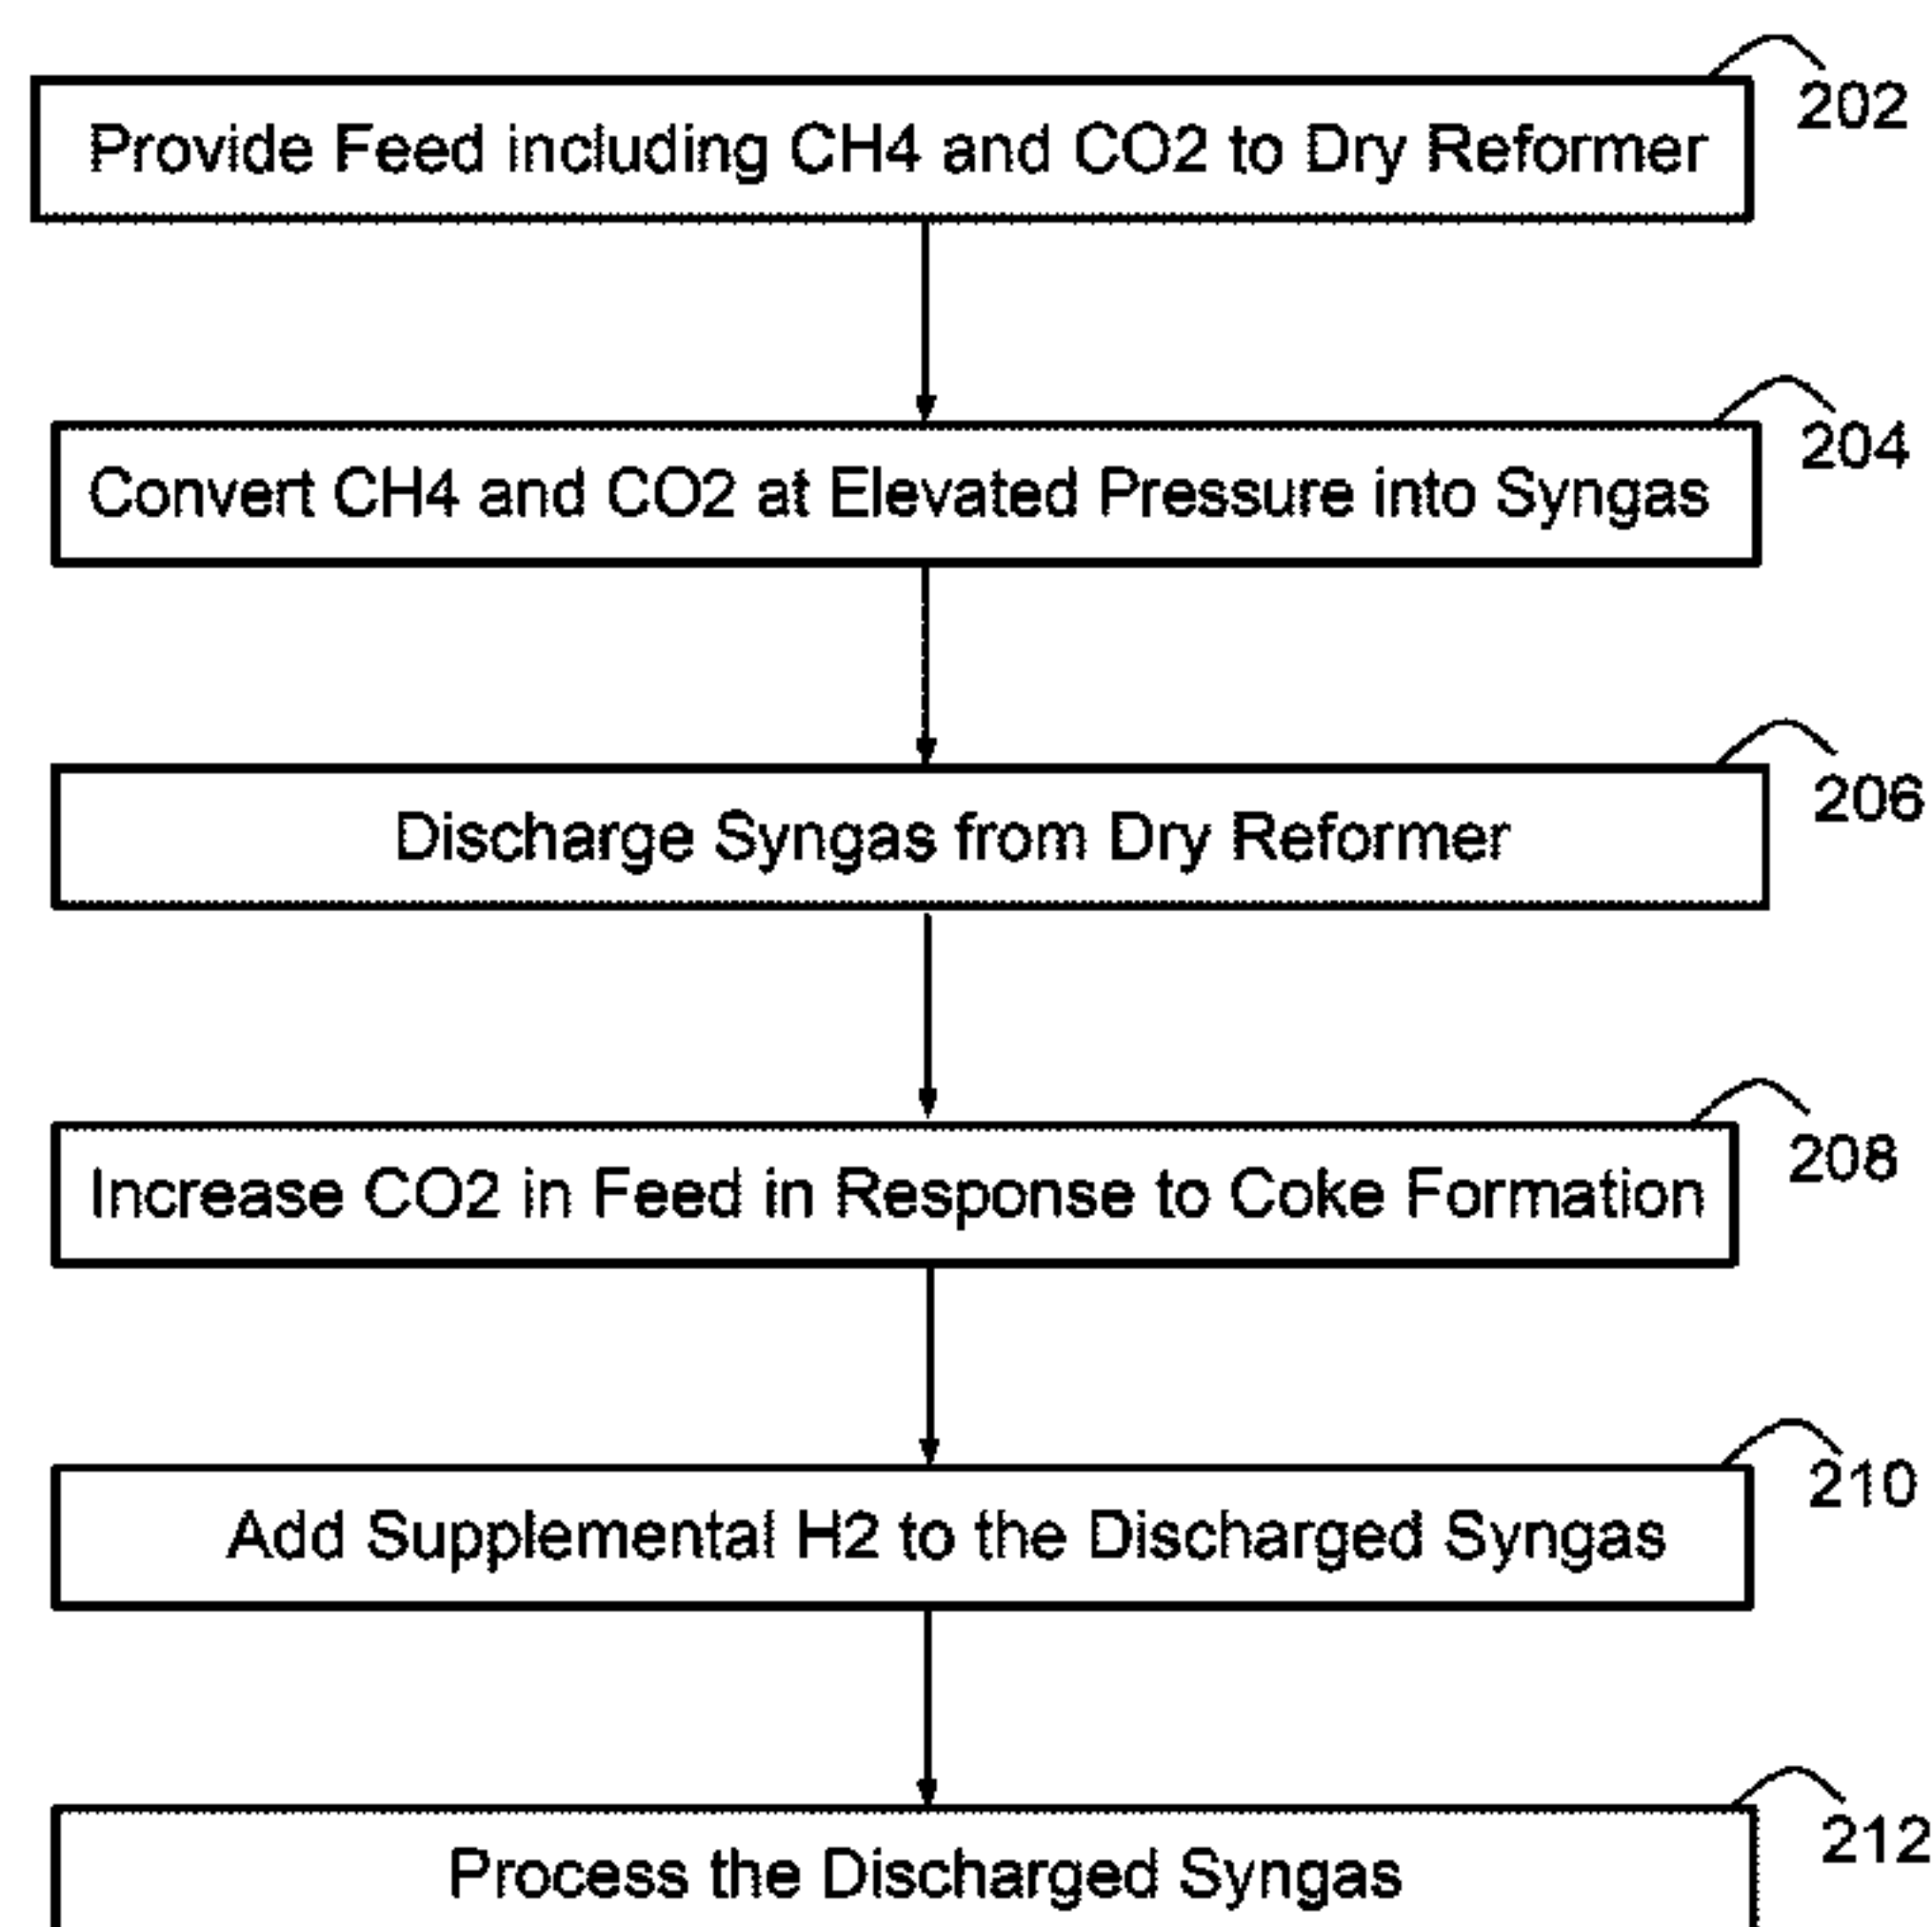 202
Provide Feed including CH4 and CO2 to Dry Reformer
204
Convert CH4 and CO2 at Elevated Pressure into Syngas
206
Discharge Syngas from Dry Reformer
208
Increase CO2 in Feed in Response to Coke Formation
210
Add Supplemental H2 to the Discharged Syngas
212
Process the Discharged Syngas